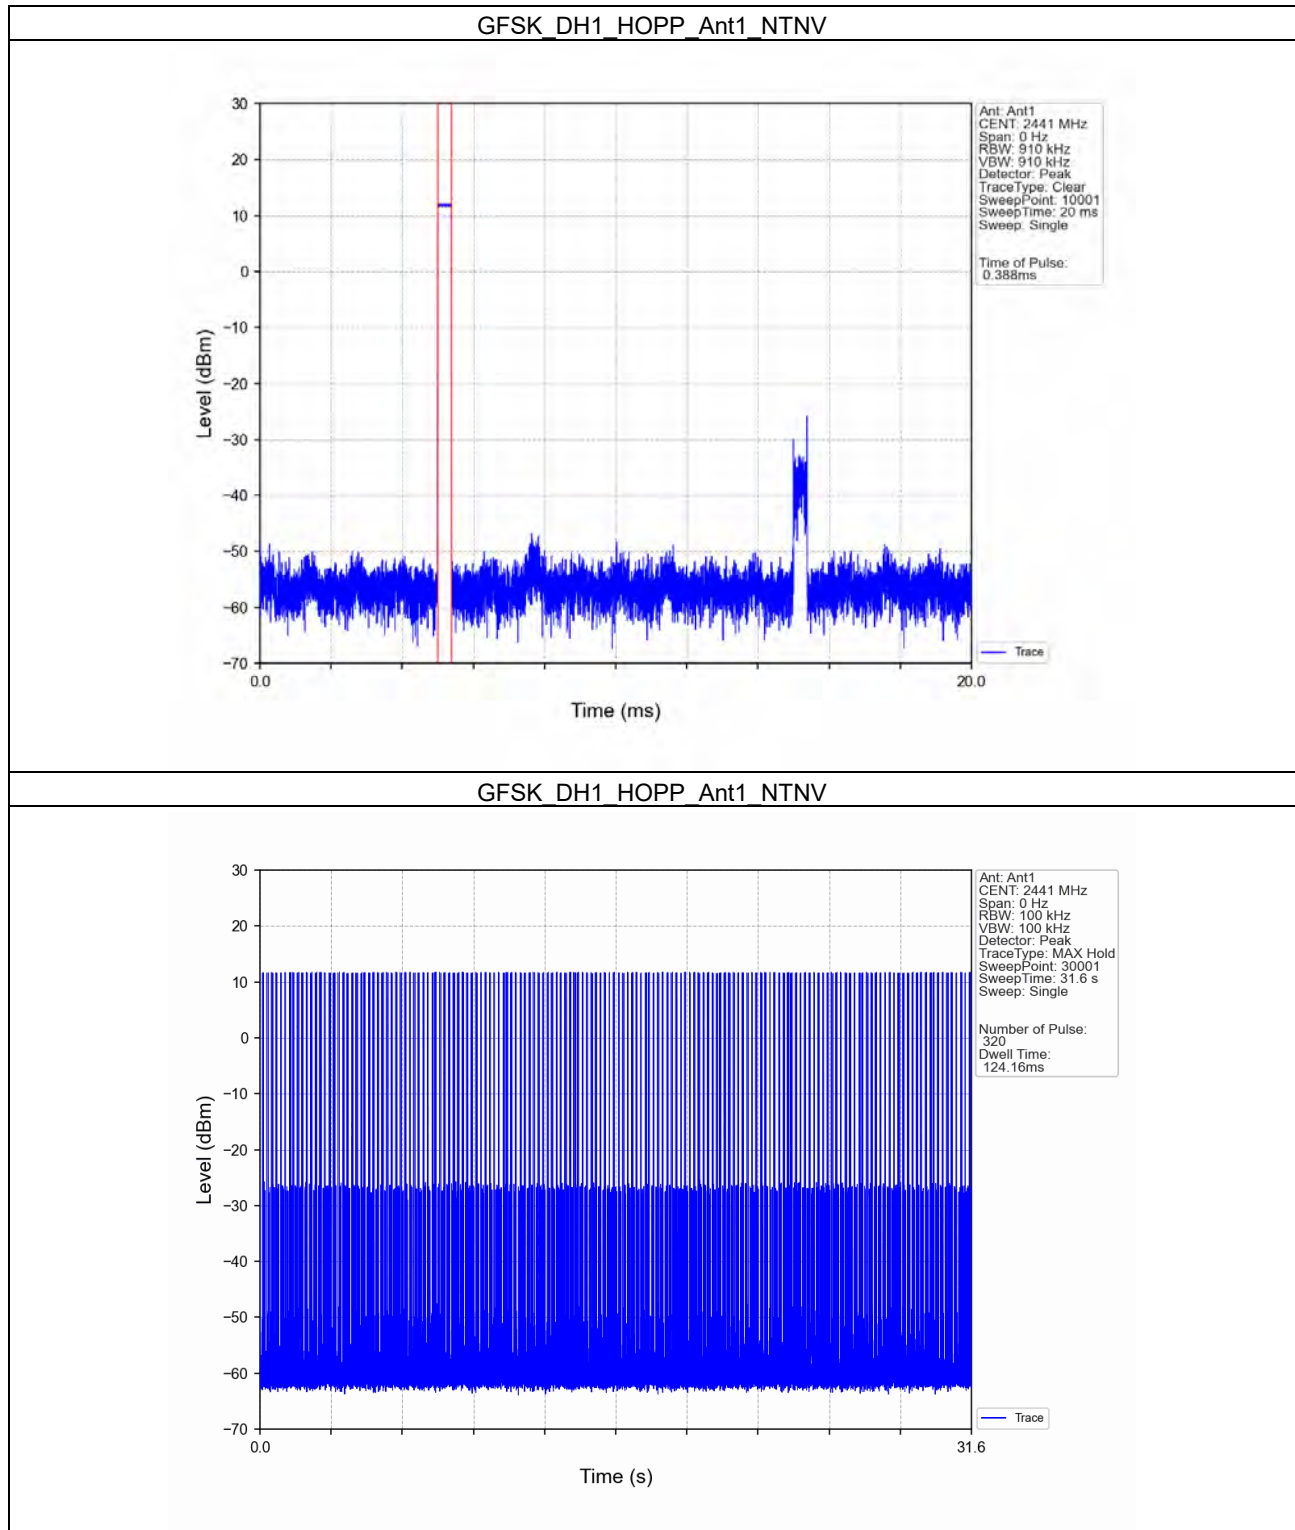 GFSK_DH1_HOPP_Ant1_NTNV
30
20
10
0
−10
−20
−30
−40
−50
−60
−70
Level (dBm)
0.0
20.0
Time (ms)
Ant: Ant1
CENT: 2441 MHz
Span: 0 Hz
RBW: 910 kHz
VBW: 910 kHz
Detector: Peak
TraceType: Clear
SweepPoint: 10001
SweepTime: 20 ms
Sweep: Single
Time of Pulse:
0.388ms
Trace
GFSK_DH1_HOPP_Ant1_NTNV
30
20
10
0
−10
−20
−30
−40
−50
−60
−70
Level (dBm)
0.0
31.6
Time (s)
Ant: Ant1
CENT: 2441 MHz
Span: 0 Hz
RBW: 100 kHz
VBW: 100 kHz
Detector: Peak
TraceType: MAX Hold
SweepPoint: 30001
SweepTime: 31.6 s
Sweep: Single
Number of Pulse:
320
Dwell Time:
124.16ms
Trace